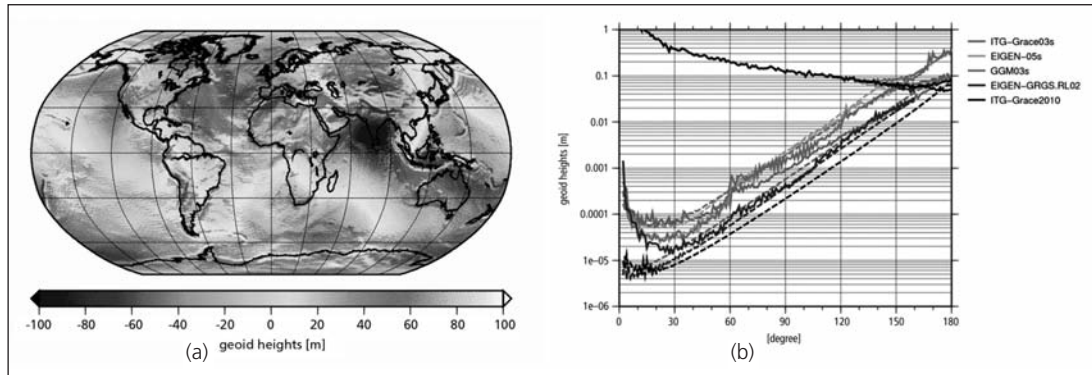 -100 -80 -60 -40 -20 0 20 40 60 80 100
geoid heights [m]
(a)
1
0.1
0.01
0.001
0.0001
1e-05
1e-06
geoid heights [m]
0 30 60 90 120 150 180
[degree]
(b)
ITG-Grace03s
EIGEN-05s
GGM03s
EIGEN-GRGS.RL02
ITG-Grace2010